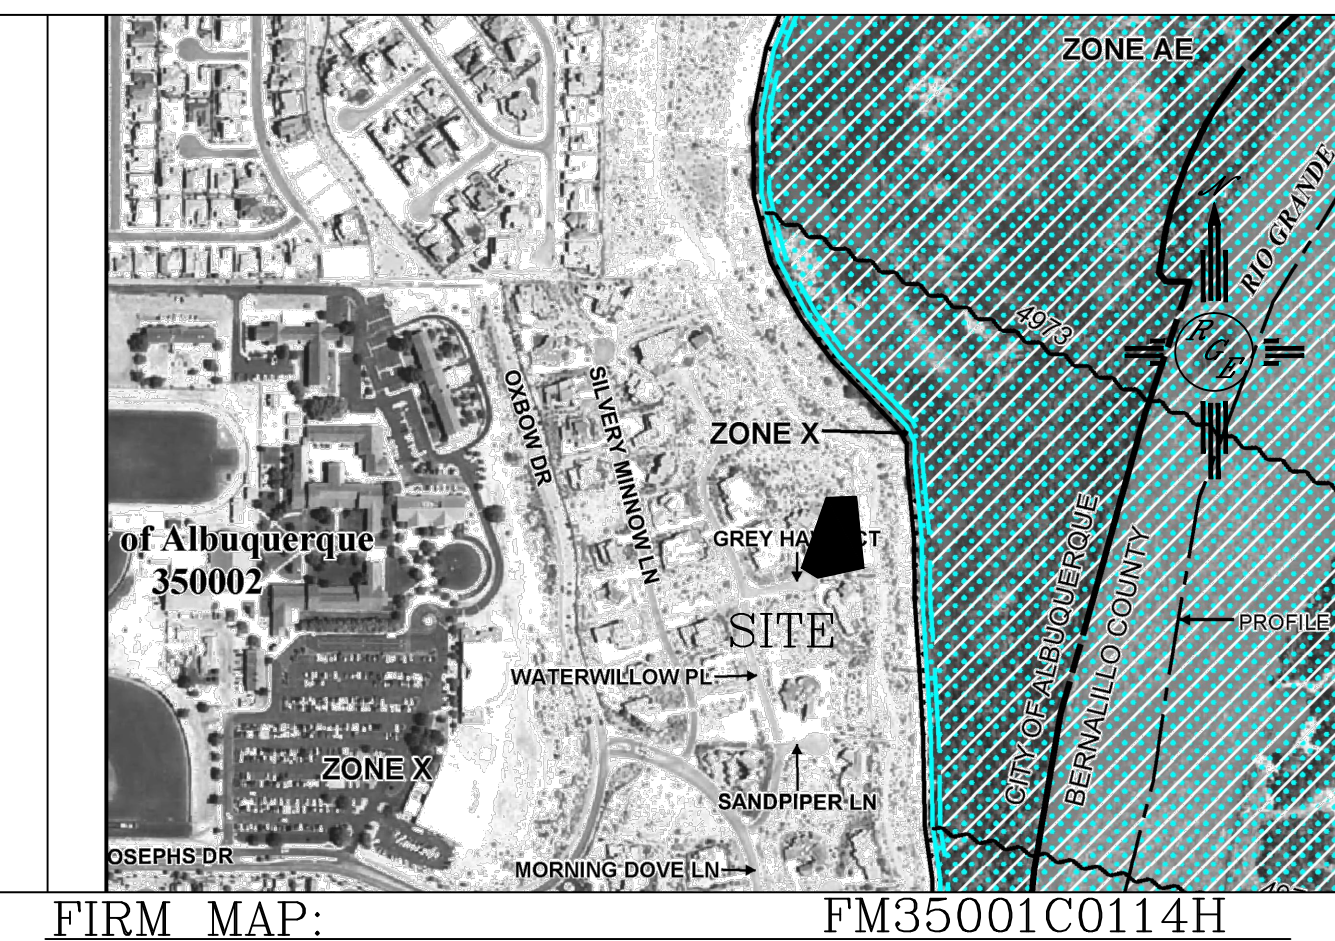 ZONE AE
RIO GRANDE
N
4973
R
G
E
OXBOW DR
SILVERY MINNOW LN
ZONE X
GREY HA CT
of Albuquerque
350002
SITE
CITY OF ALBUQUERQUE
BERNALILLO COUNTY
PROFILE
WATERWILLOW PL
ZONE X
SANDPIPER LN
OSEPHS DR
MORNING DOVE LN
FIRM MAP:
FM35001C0114H